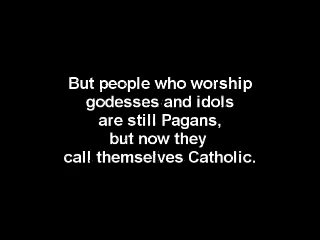 But people who worship
godesses and idols
are still Pagans,
but now they
call themselves Catholic.